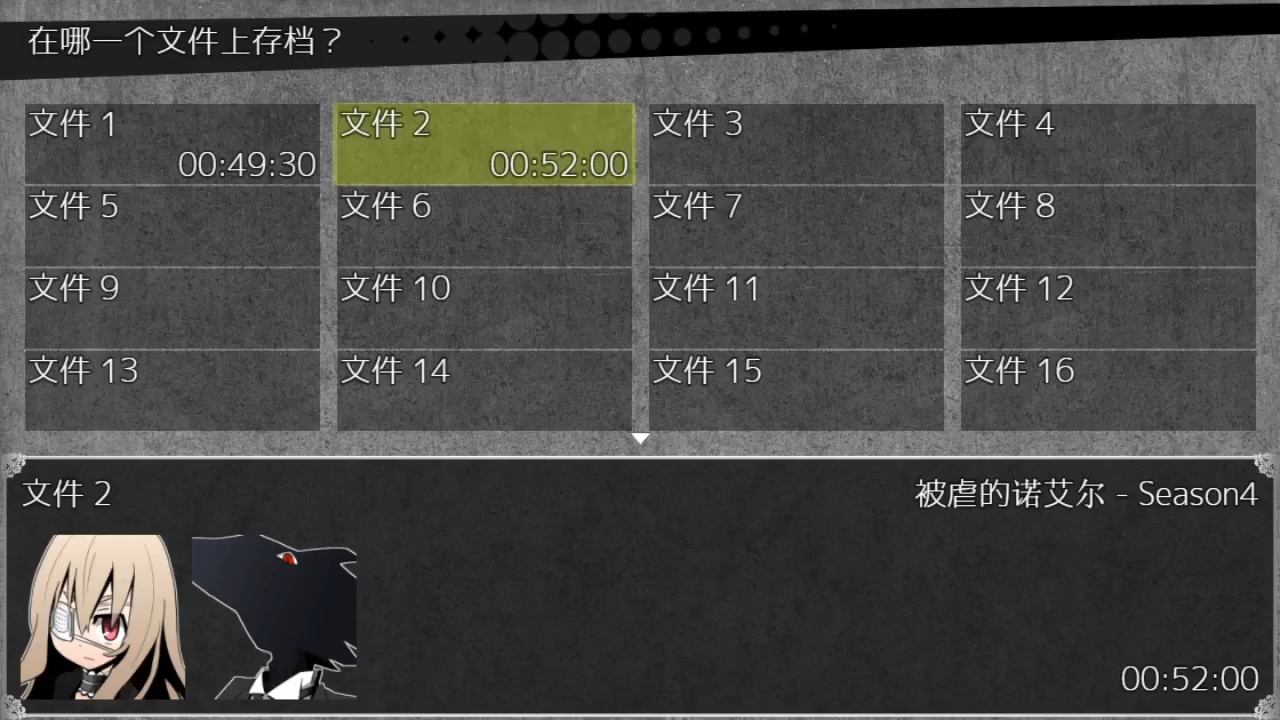 在哪一个文件上存档？
文件 1
00:49:30
文件 2
00:52:00
文件 3
文件 4
文件 5
文件 6
文件 7
文件 8
文件 9
文件 10
文件 11
文件 12
文件 13
文件 14
文件 15
文件 16
文件 2
被虐的诺艾尔 - Season4
00:52:00